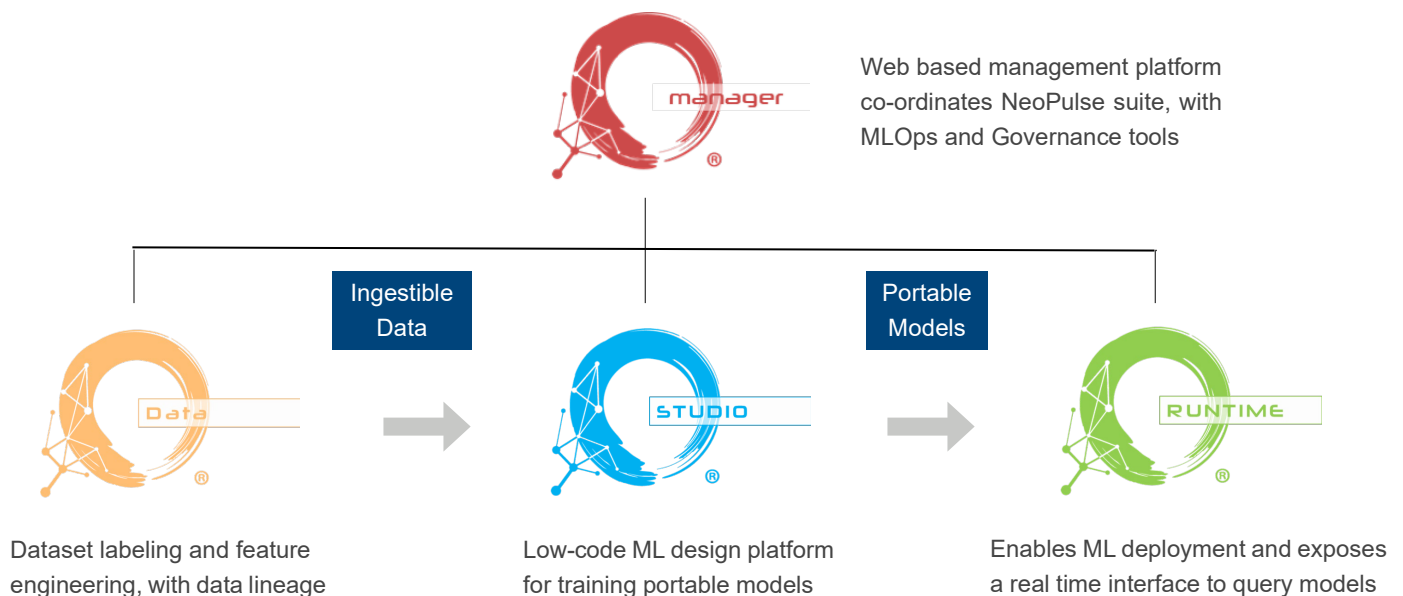 manager
®
Web based management platform
co-ordinates NeoPulse suite, with
MLOps and Governance tools
Ingestible
Data
Portable
Models
Data
®
STUDIO
®
RUNTIME
®
Dataset labeling and feature
engineering, with data lineage
Low-code ML design platform
for training portable models
Enables ML deployment and exposes
a real time interface to query models